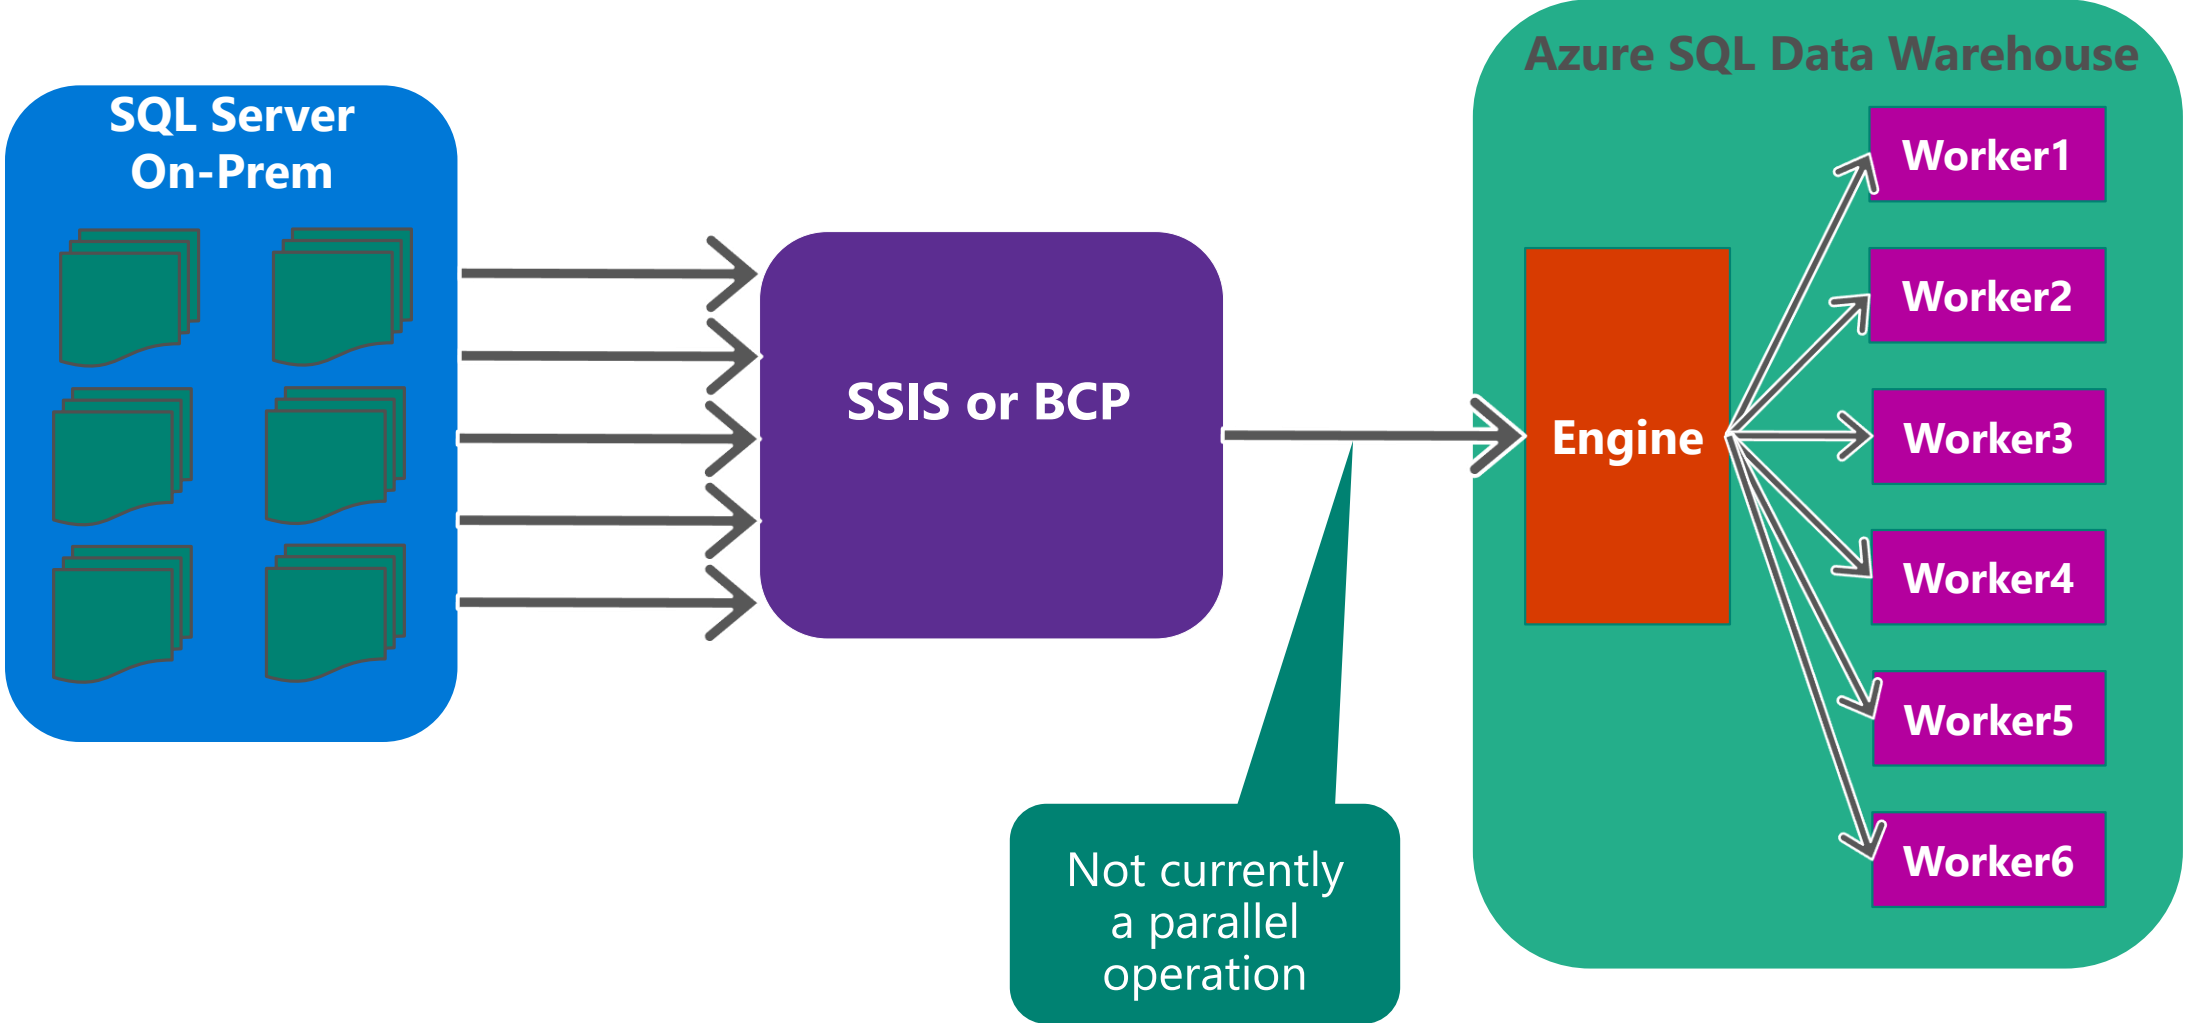 SQL Server
On-Prem
SSIS or BCP
Not currently
a parallel
operation
Azure SQL Data Warehouse
Engine
Worker1
Worker2
Worker3
Worker4
Worker5
Worker6